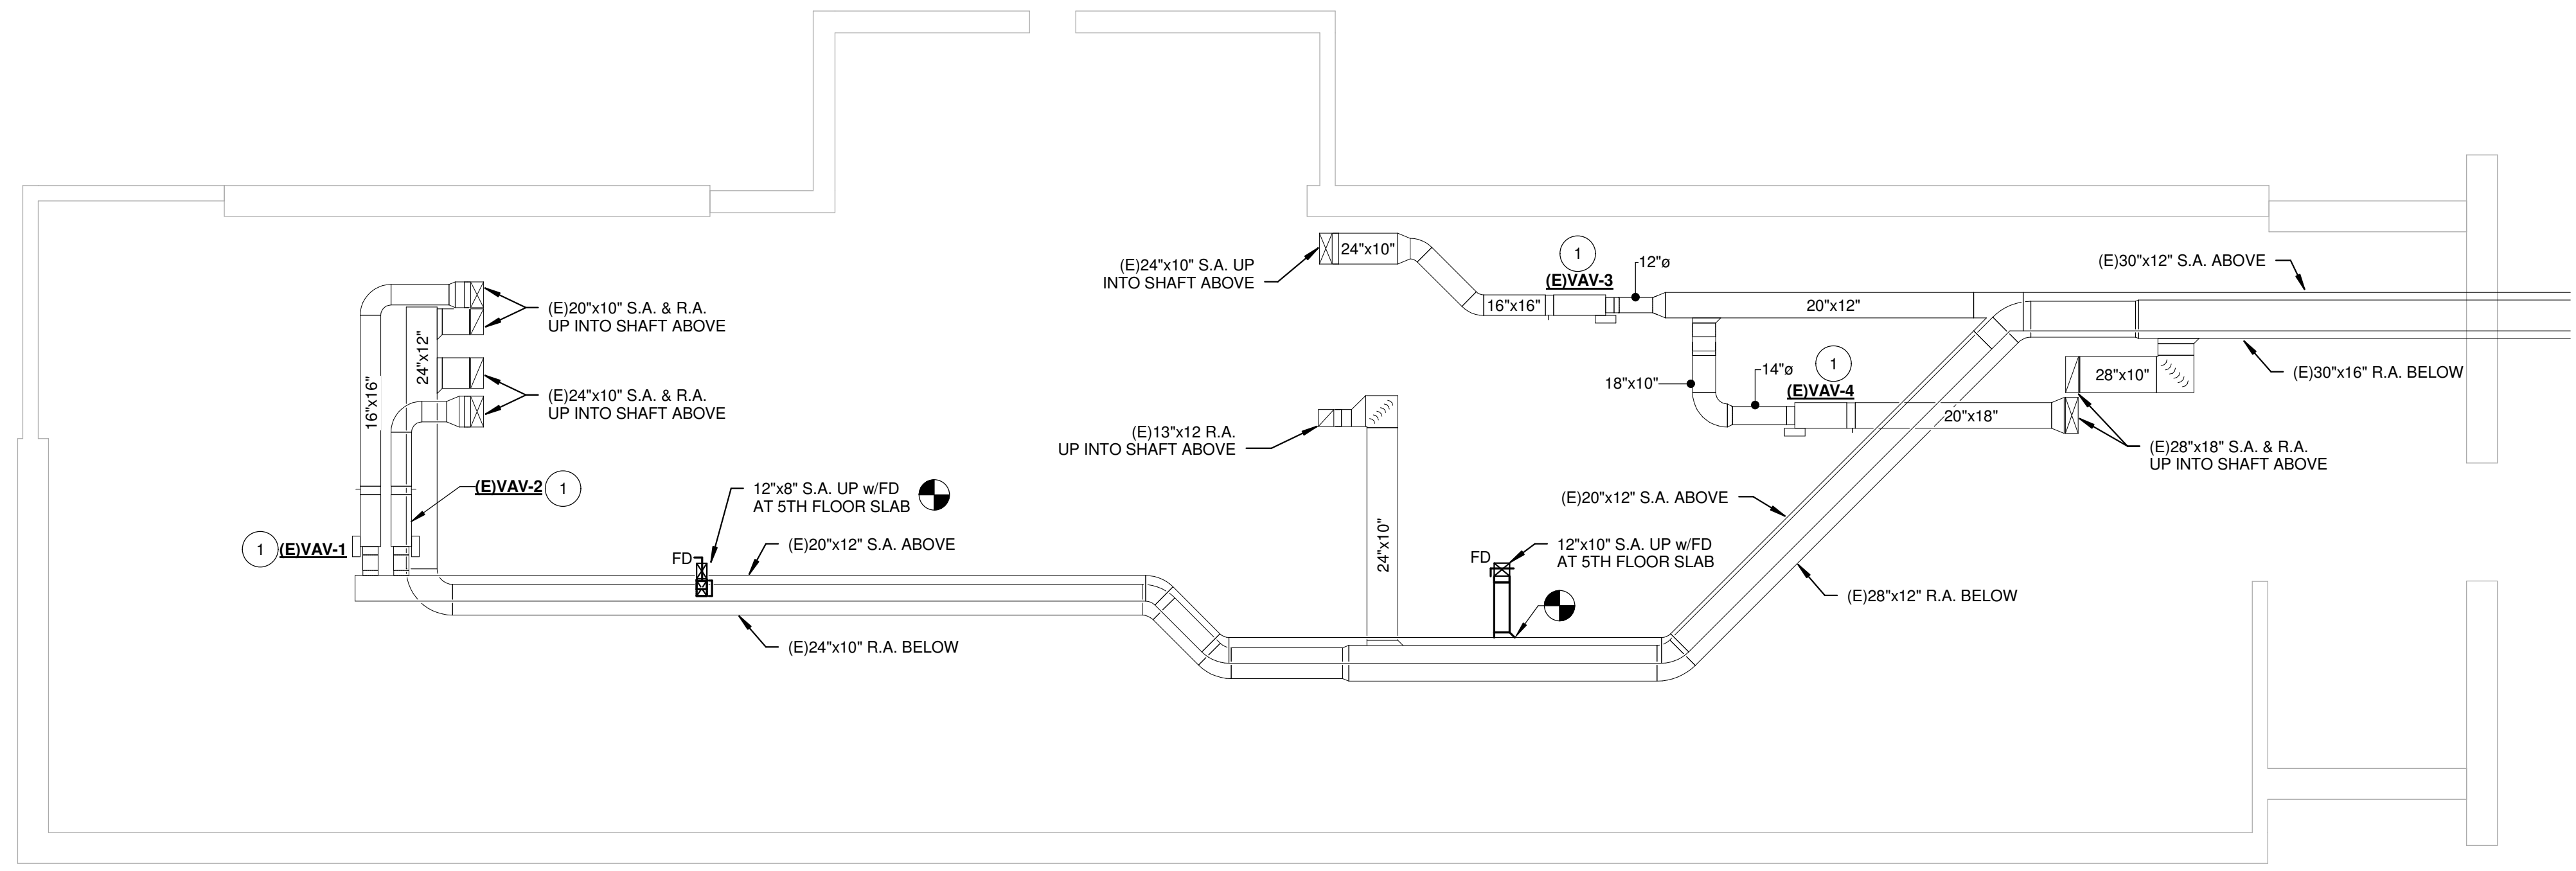 (E)24"x10" S.A. UP
INTO SHAFT ABOVE
24"x10"
1
(E)VAV-3
16"x16"
12"ø
20"x12"
(E)30"x12" S.A. ABOVE
(E)20"x10" S.A. & R.A.
UP INTO SHAFT ABOVE
24"x12"
16"x16"
(E)24"x10" S.A. & R.A.
UP INTO SHAFT ABOVE
18"x10"
14"ø
1
(E)VAV-4
20"x18"
28"x10"
(E)30"x16" R.A. BELOW
(E)13"x12 R.A.
UP INTO SHAFT ABOVE
(E)28"x18" S.A. & R.A.
UP INTO SHAFT ABOVE
(E)VAV-2
1
12"x8" S.A. UP w/FD
AT 5TH FLOOR SLAB
(E)20"x12" S.A. ABOVE
1
(E)VAV-1
FD
(E)20"x12" S.A. ABOVE
24"x10"
FD
12"x10" S.A. UP w/FD
AT 5TH FLOOR SLAB
(E)28"x12" R.A. BELOW
(E)24"x10" R.A. BELOW